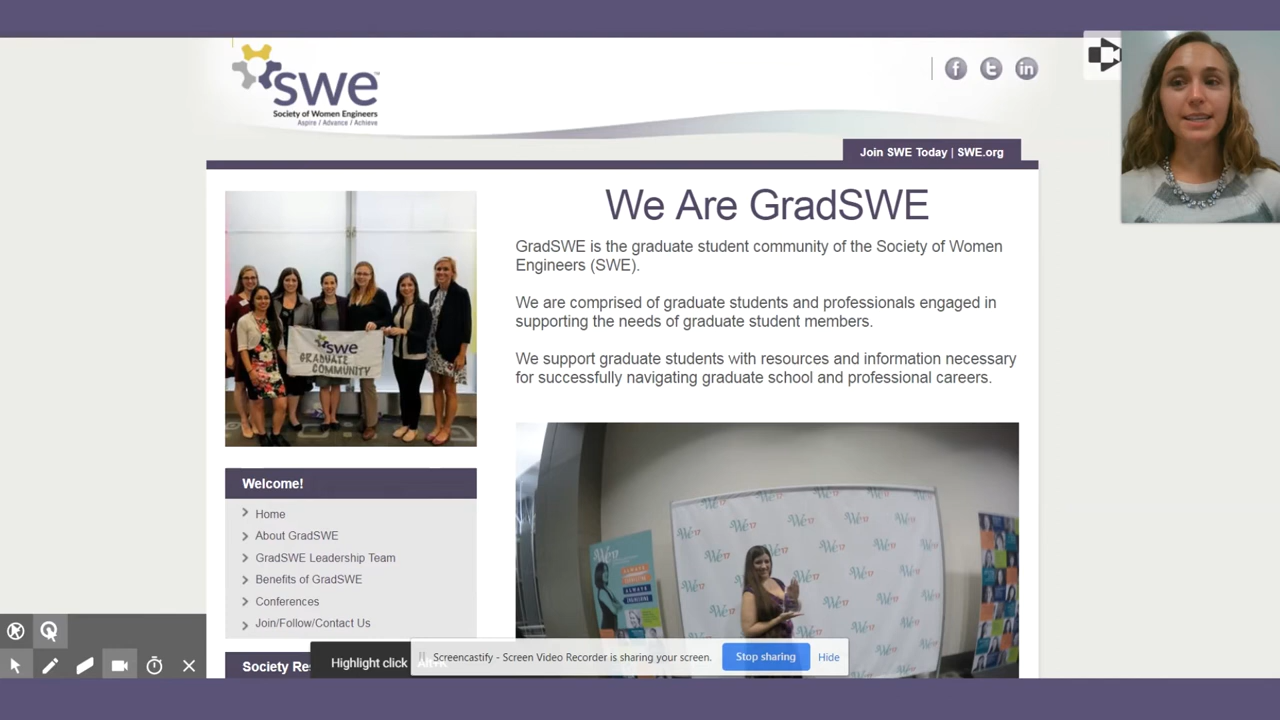 swe
Society of Women Engineers
Aspire / Advance / Achieve
Join SWE Today | SWE.org
We Are GradSWE
GradSWE is the graduate student community of the Society of Women
Engineers (SWE).
We are comprised of graduate students and professionals engaged in
supporting the needs of graduate student members.
We support graduate students with resources and information necessary
for successfully navigating graduate school and professional careers.
swe
GRADUATE
COMMUNITY
Welcome!
Home
About GradSWE
GradSWE Leadership Team
Benefits of GradSWE
Conferences
Join/Follow/Contact Us
Society
Highlight click
Screencastify - Screen Video Recorder is sharing your screen.
Stop sharing
Hide